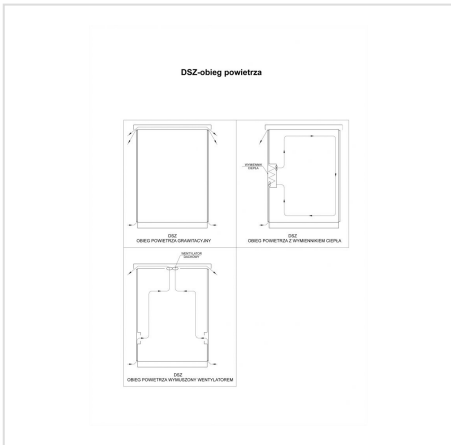 DSZ-obieg powietrza
DSZ
OBIEG POWIETRZA GRAWITACYJNY
WYMIENNIK
CIEPŁA
DSZ
OBIEG POWIETRZA Z WYMIENNIKIEM CIEPŁA
WENTYLATOR
DACHOWY
DSZ
OBIEG POWIETRZA WYMUSZONY WENTYLATOREM